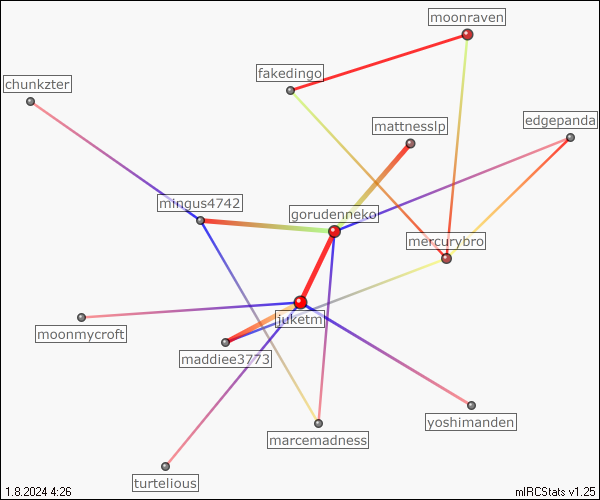 moonraven
fakedingo
chunkzter
mattnesslp
edgepanda
mingus4742
gorudenneko
mercurybro
juketm
moonmycroft
maddiee3773
yoshimanden
marcemadness
turtelious
1.8.2024 4:26
mIRCStats v1.25